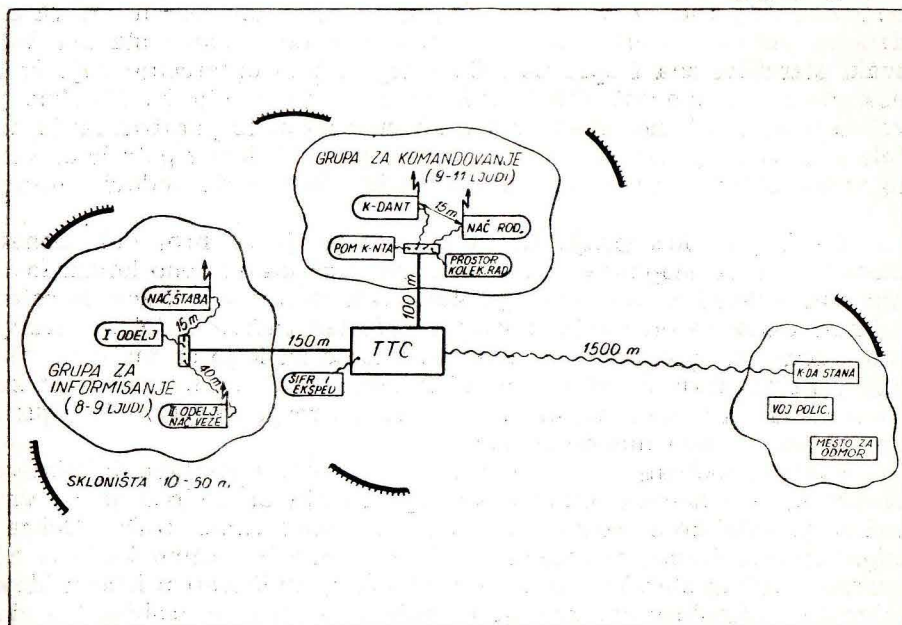 GRUPA ZA KOMANDOVANJE
(9-11 LJUDI)
K-DANT
15m
NAČ ROD.
POM K-NTA
PROSTOR
KOLEK.RAD
100 m
NAČ.ŠTABA
15 m
I ODELJ
150 m
TTC
1500 m
40m
GRUPA ZA
INFORMISANJE
(8-9 LJUDI)
II ODELJ.
NAČ. VEZE
ŠIFR I
EKSPED
K-DA STANA
VOJ POLIC.
MESTO ZA
ODMOR
SKLONIŠTA 10-50 m.